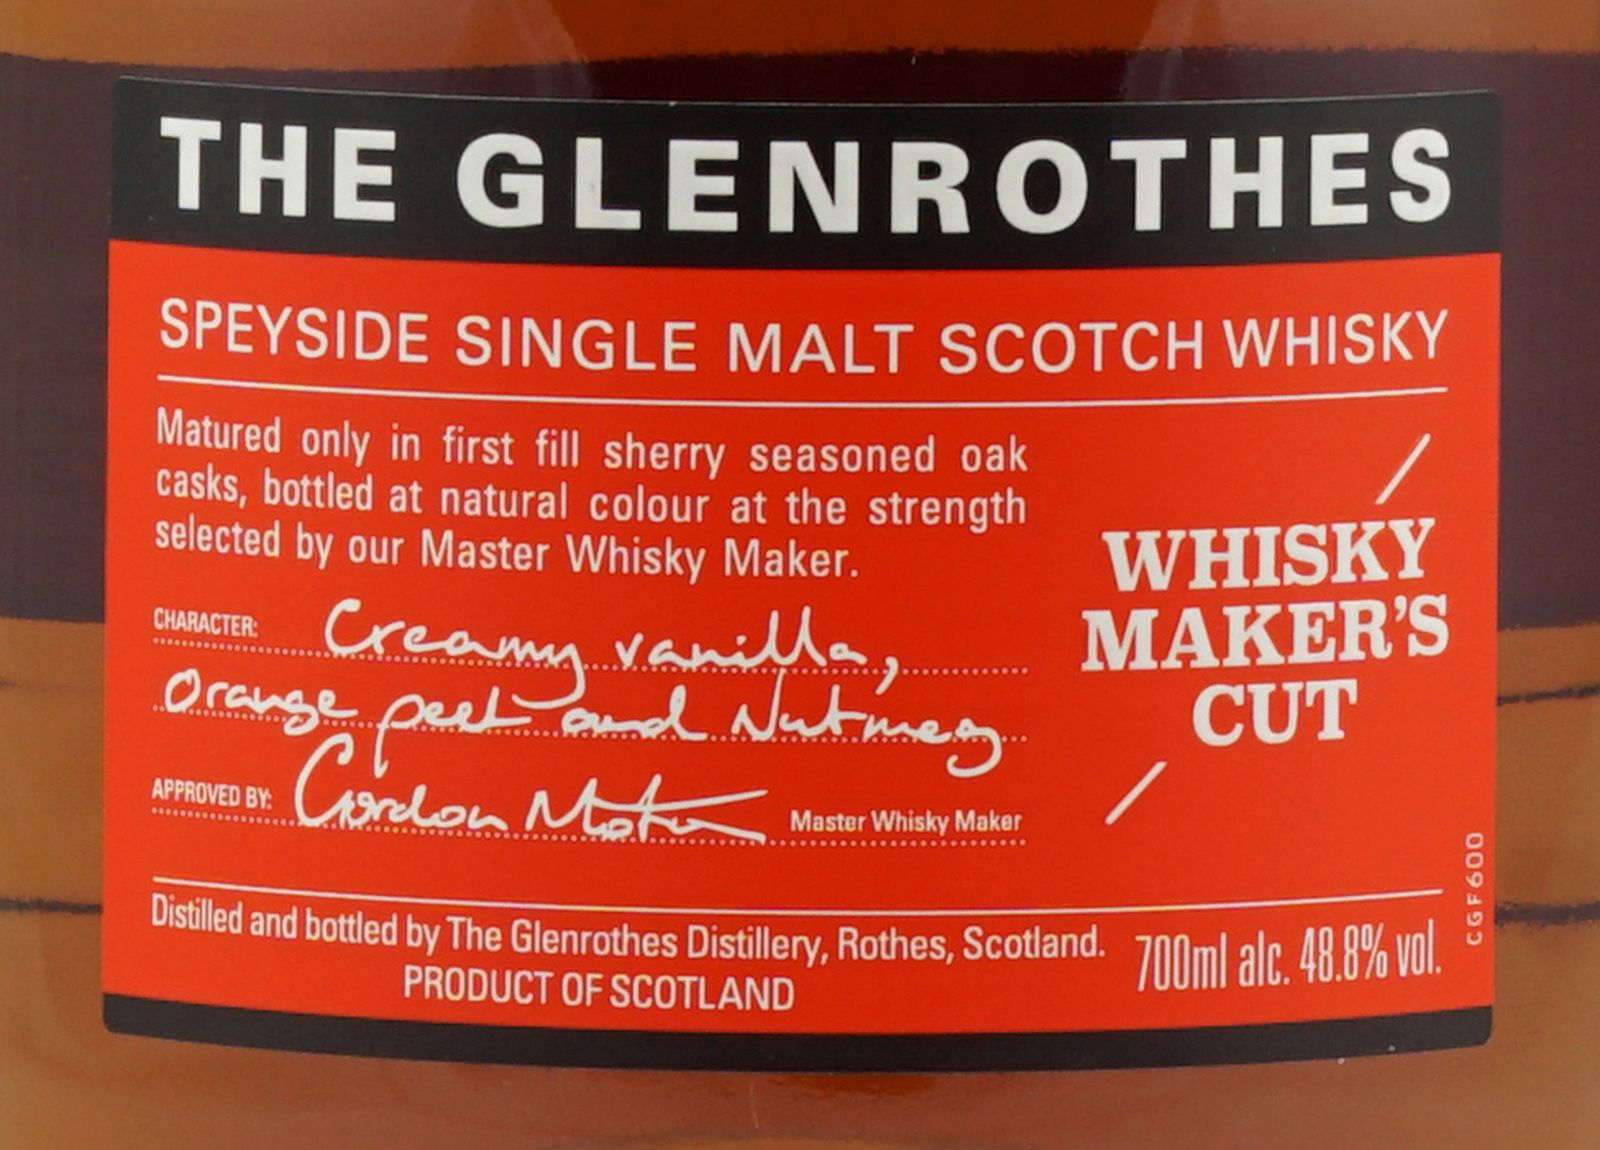 THE GLENROTHES
SPEYSIDE SINGLE MALT SCOTCH WHISKY
Matured only in first fill sherry seasoned oak
casks, bottled at natural colour at the strength
selected by our Master Whisky Maker.
CHARACTER: Creamy vanilla,
Orange peel and Nutmeg
APPROVED BY: Gordon Motion Master Whisky Maker
WHISKY
MAKER'S
CUT
Distilled and bottled by The Glenrothes Distillery, Rothes, Scotland.
PRODUCT OF SCOTLAND
700ml alc. 48.8% vol.
CGF600